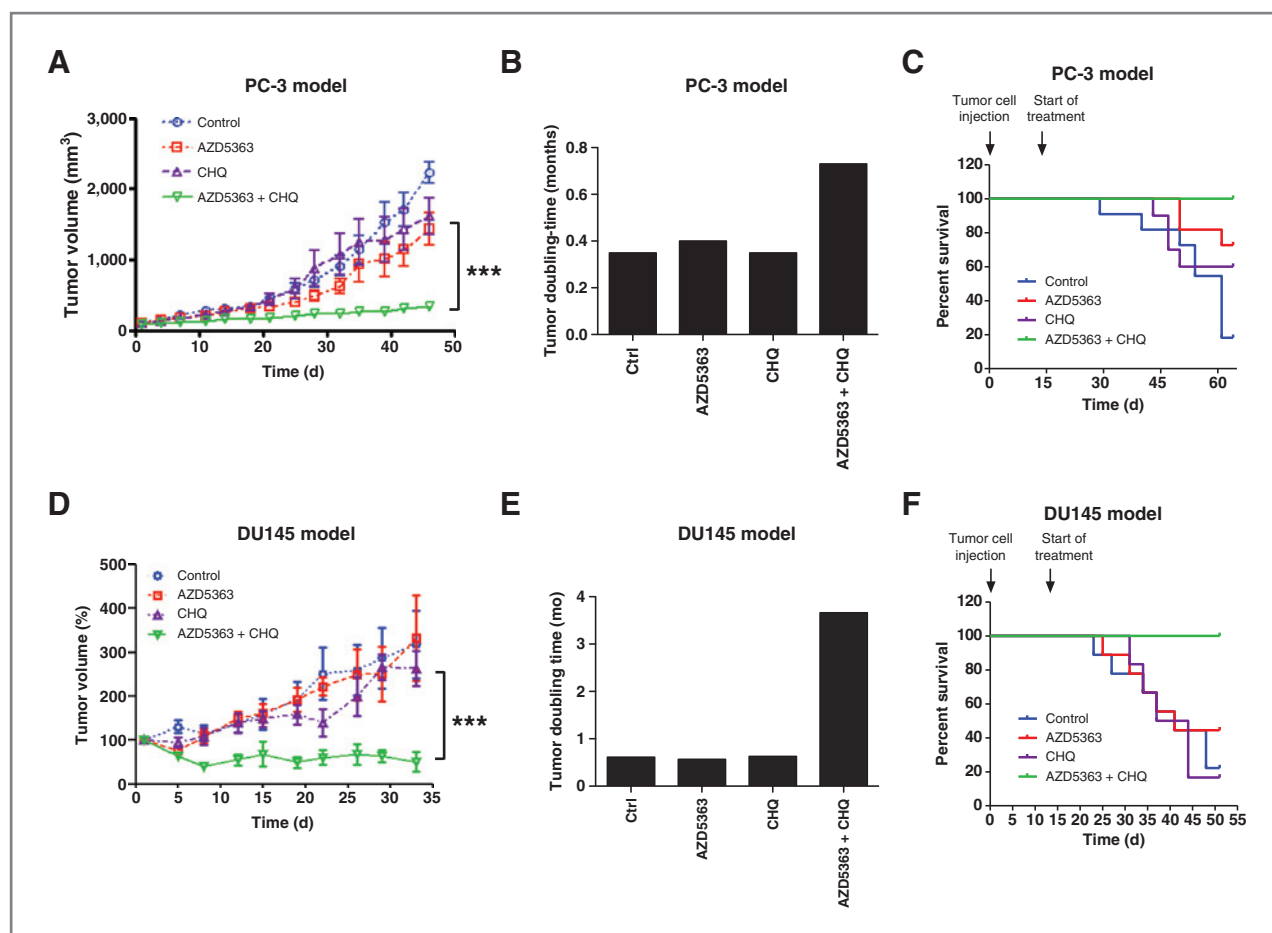 A
PC-3 model
Tumor volume (mm³)
3,000
2,000
1,000
0
Control
AZD5363
CHQ
AZD5363 + CHQ
***
0 10 20 30 40 50
Time (d)
B
PC-3 model
Tumor doubling-time (months)
0.8
0.6
0.4
0.2
0.0
Ctrl
AZD5363
CHQ
AZD5363 + CHQ
C
PC-3 model
Tumor cell
injection
Start of
treatment
Percent survival
120
100
80
60
40
20
0
Control
AZD5363
CHQ
AZD5363 + CHQ
0 15 30 45 60
Time (d)
D
DU145 model
Tumor volume (%)
500
400
300
200
100
0
Control
AZD5363
CHQ
AZD5363 + CHQ
***
0 5 10 15 20 25 30 35
Time (d)
E
DU145 model
Tumor doubling time (mo)
4
3
2
1
0
Ctrl
AZD5363
CHQ
AZD5363 + CHQ
F
DU145 model
Tumor cell
injection
Start of
treatment
Percent survival
120
100
80
60
40
20
0
Control
AZD5363
CHQ
AZD5363 + CHQ
0 5 10 15 20 25 30 35 40 45 50 55
Time (d)